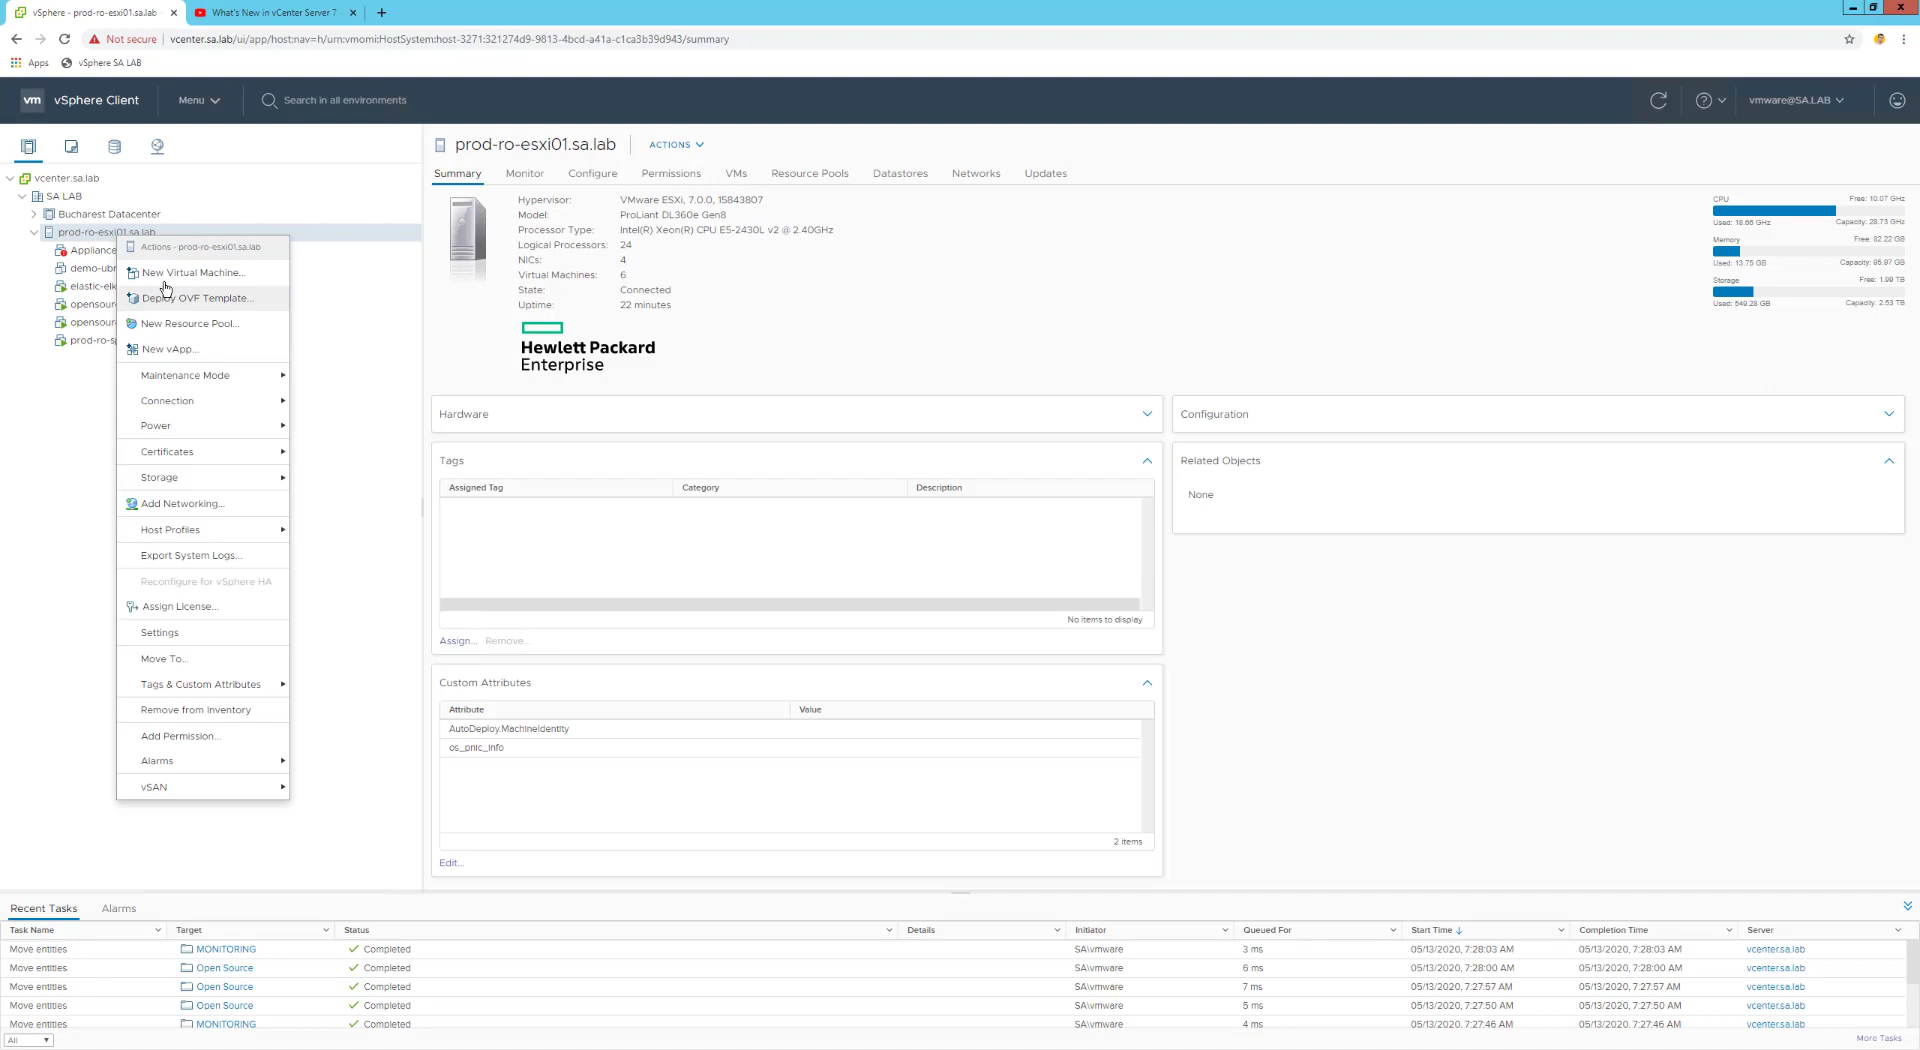 vSphere - prod-ro-esxi01.sa.lab
What's New in vCenter Server 7
Not secure
vcenter.sa.lab/ui/app/host;nav=h/urn:vmomi:HostSystem:host-3271:321274d9-9813-4bcd-a41a-c1ca3b39d943/summary
Apps
vSphere SA LAB
vm
vSphere Client
Menu
Search in all environments
vmware@SA.LAB
vcenter.sa.lab
SA LAB
Bucharest Datacenter
prod-ro-esxi01.sa.lab
Appliance
demo-ub
elastic-elk
opensour
opensour
prod-ro-s
Actions - prod-ro-esxi01.sa.lab
New Virtual Machine...
Deploy OVF Template...
New Resource Pool...
New vApp...
Maintenance Mode
Connection
Power
Certificates
Storage
Add Networking...
Host Profiles
Export System Logs...
Reconfigure for vSphere HA
Assign License...
Settings
Move To...
Tags & Custom Attributes
Remove from Inventory
Add Permission...
Alarms
vSAN
prod-ro-esxi01.sa.lab
ACTIONS
Summary Monitor Configure Permissions VMs Resource Pools Datastores Networks Updates
Hypervisor: VMware ESXi, 7.0.0, 15843807
Model: ProLiant DL360e Gen8
Processor Type: Intel(R) Xeon(R) CPU E5-2430L v2 @ 2.40GHz
Logical Processors: 24
NICs: 4
Virtual Machines: 6
State: Connected
Uptime: 22 minutes
Hewlett Packard
Enterprise
CPU Free: 10.07 GHz
Used: 18.66 GHz Capacity: 28.73 GHz
Memory Free: 82.22 GB
Used: 13.75 GB Capacity: 95.97 GB
Storage Free: 1.99 TB
Used: 549.28 GB Capacity: 2.53 TB
Hardware
Configuration
Tags
Assigned Tag Category Description
No items to display
Assign... Remove...
Related Objects
None
Custom Attributes
Attribute Value
AutoDeploy.MachineIdentity
os_pnic_info
2 items
Edit...
Recent Tasks Alarms
Task Name Target Status Details Initiator Queued For Start Time Completion Time Server
Move entities MONITORING Completed SA\vmware 3 ms 05/13/2020, 7:28:03 AM 05/13/2020, 7:28:03 AM vcenter.sa.lab
Move entities Open Source Completed SA\vmware 6 ms 05/13/2020, 7:28:00 AM 05/13/2020, 7:28:00 AM vcenter.sa.lab
Move entities Open Source Completed SA\vmware 7 ms 05/13/2020, 7:27:57 AM 05/13/2020, 7:27:57 AM vcenter.sa.lab
Move entities Open Source Completed SA\vmware 5 ms 05/13/2020, 7:27:50 AM 05/13/2020, 7:27:50 AM vcenter.sa.lab
Move entities MONITORING Completed SA\vmware 4 ms 05/13/2020, 7:27:46 AM 05/13/2020, 7:27:46 AM vcenter.sa.lab
All
More Tasks